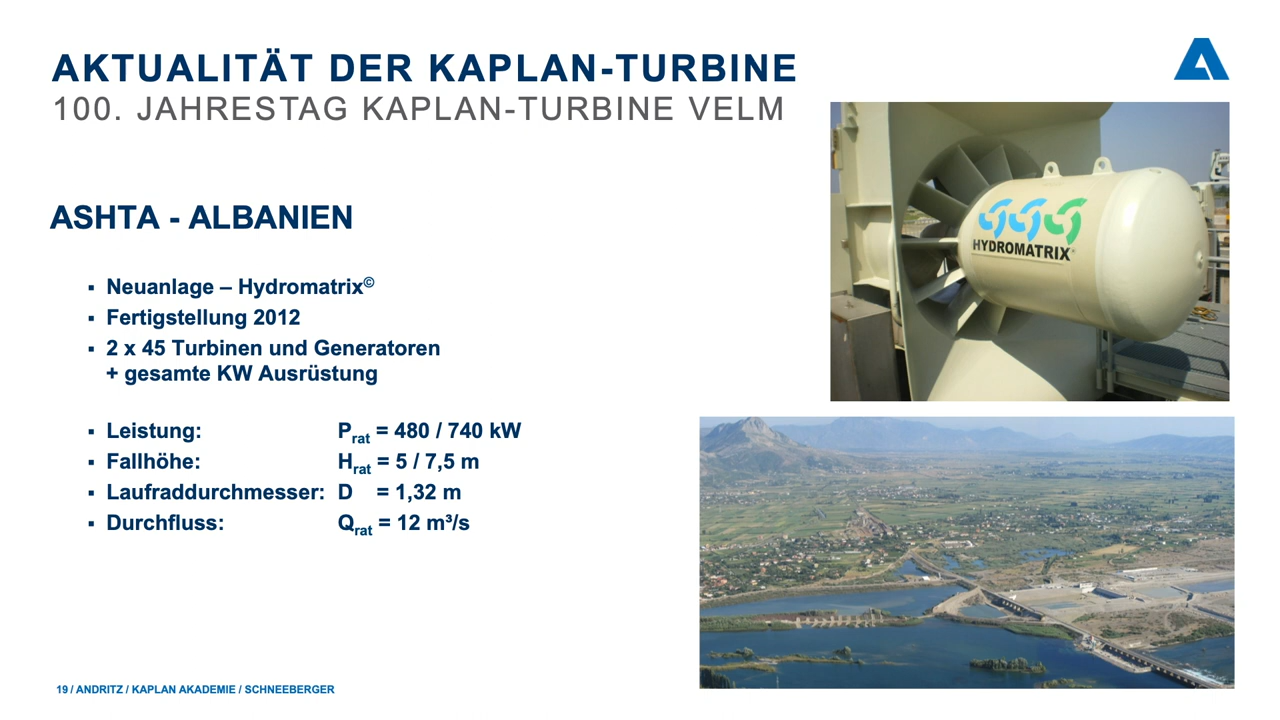 AKTUALITÄT DER KAPLAN-TURBINE
100. JAHRESTAG KAPLAN-TURBINE VELM
ASHTA - ALBANIEN
▪ Neuanlage – Hydromatrix©
▪ Fertigstellung 2012
▪ 2 x 45 Turbinen und Generatoren
+ gesamte KW Ausrüstung
▪ Leistung: Prat = 480 / 740 kW
▪ Fallhöhe: Hrat = 5 / 7,5 m
▪ Laufraddurchmesser: D = 1,32 m
▪ Durchfluss: Qrat = 12 m³/s
HYDROMATRIX
19 / ANDRITZ / KAPLAN AKADEMIE / SCHNEEBERGER